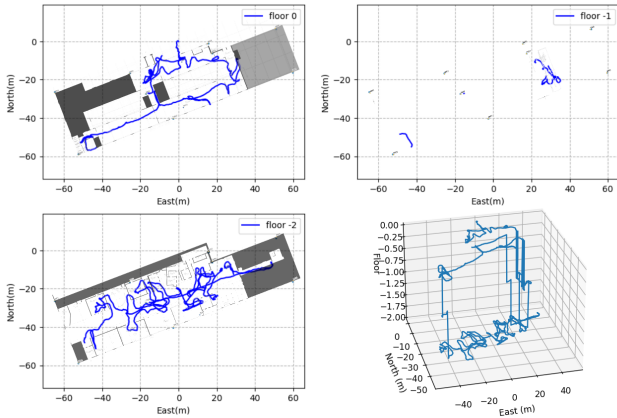 floor 0
0
−20
−40
−60
North(m)
−60 −40 −20 0 20 40 60
East(m)
floor -1
0
−20
−40
−60
North(m)
−60 −40 −20 0 20 40 60
East(m)
floor -2
0
−20
−40
−60
North(m)
−60 −40 −20 0 20 40 60
East(m)
0.00
−0.25
−0.50
−0.75
−1.00
−1.25
−1.50
−1.75
−2.00
Floor
0
−10
−20
−30
−40
−50
North (m)
−40 −20 0 20 40
East (m)